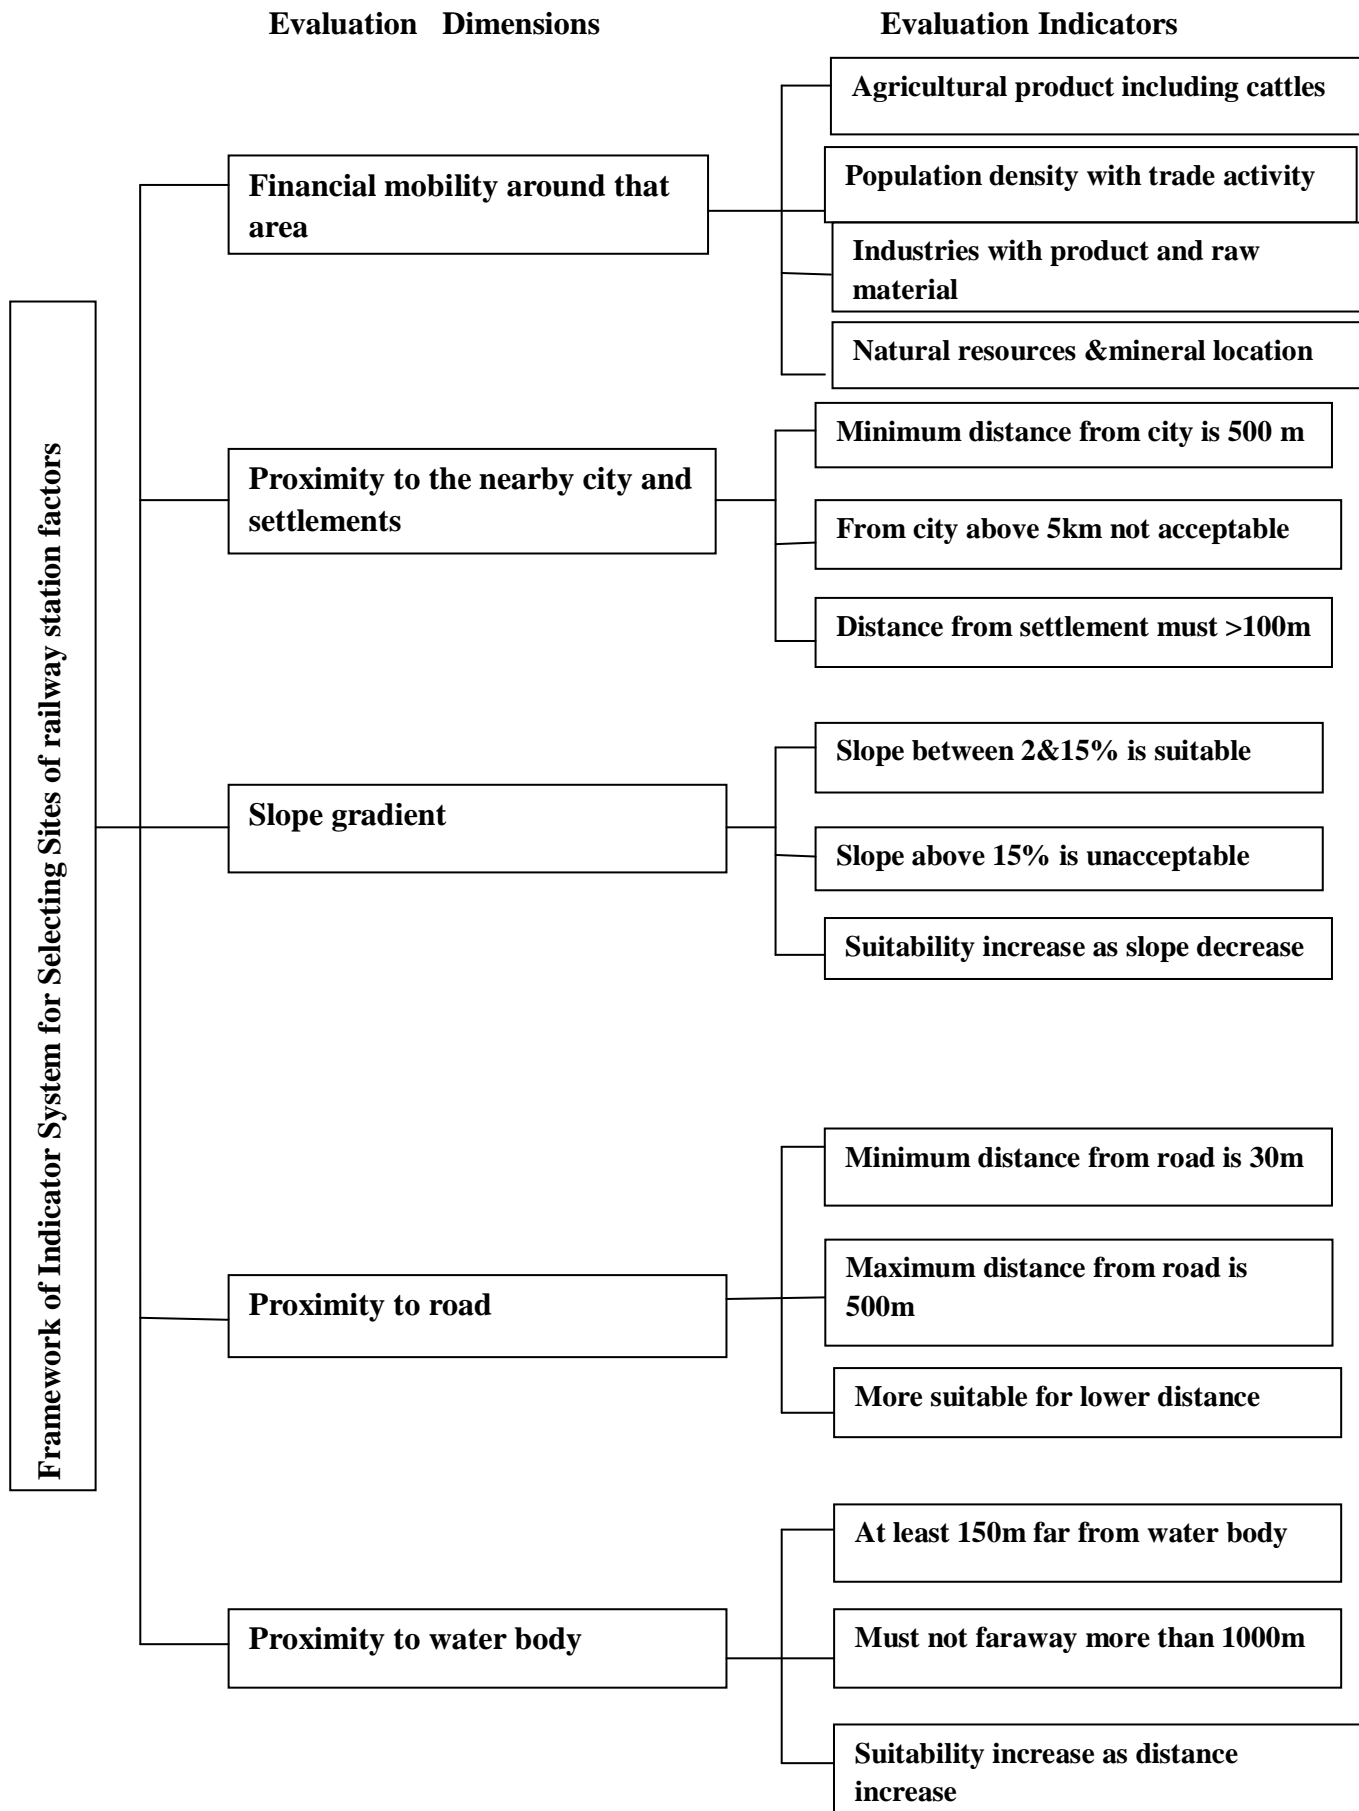 Evaluation Dimensions
Evaluation Indicators
Framework of Indicator System for Selecting Sites of railway station factors
Financial mobility around that
area
Agricultural product including cattles
Population density with trade activity
Industries with product and raw
material
Natural resources &mineral location
Proximity to the nearby city and
settlements
Minimum distance from city is 500 m
From city above 5km not acceptable
Distance from settlement must >100m
Slope gradient
Slope between 2&15% is suitable
Slope above 15% is unacceptable
Suitability increase as slope decrease
Proximity to road
Minimum distance from road is 30m
Maximum distance from road is
500m
More suitable for lower distance
Proximity to water body
At least 150m far from water body
Must not faraway more than 1000m
Suitability increase as distance
increase